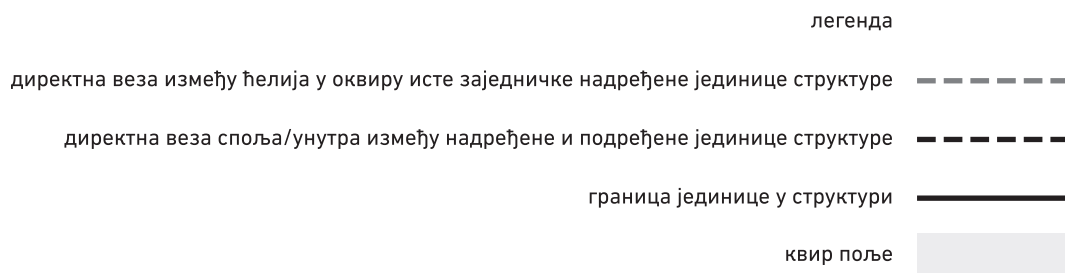 легенда
директна веза између ћелија у оквиру исте заједничке надређене јединице структуре
директна веза споља/унутра између надређене и подређене јединице структуре
граница јединице у структури
квир поље